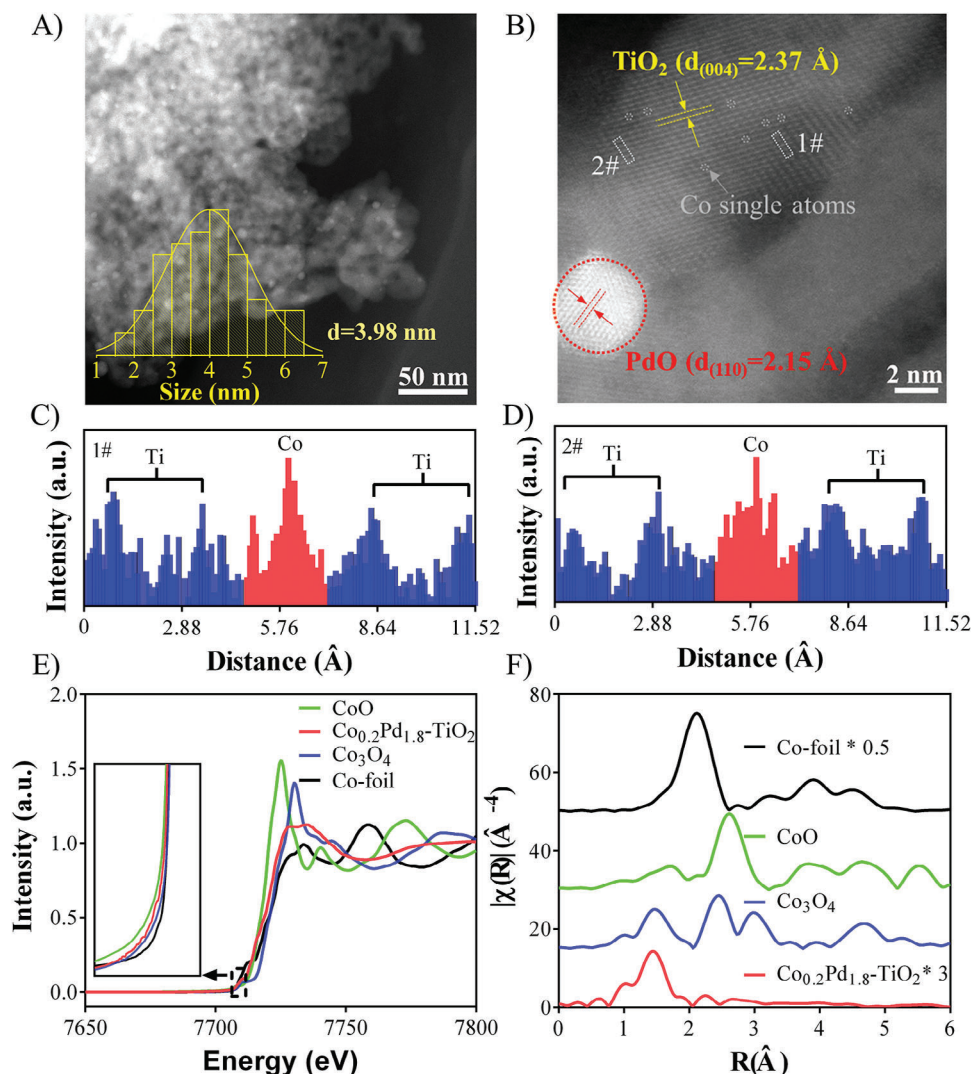 A)
d=3.98 nm
1 2 3 4 5 6 7
Size (nm)
50 nm
B)
TiO2 (d(004)=2.37 Å)
2#
1#
Co single atoms
PdO (d(110)=2.15 Å)
2 nm
C)
1#
Ti
Co
Ti
Intensity (a.u.)
0 2.88 5.76 8.64 11.52
Distance (Å)
D)
2#
Ti
Co
Ti
Intensity (a.u.)
0 2.88 5.76 8.64 11.52
Distance (Å)
E)
2.0
1.5
1.0
0.5
0.0
Intensity (a.u.)
CoO
Co0.2Pd1.8-TiO2
Co3O4
Co-foil
7650 7700 7750 7800
Energy (eV)
F)
80
60
40
20
0
|χ(R)| (Å-4)
Co-foil * 0.5
CoO
Co3O4
Co0.2Pd1.8-TiO2* 3
0 1 2 3 4 5 6
R(Å)